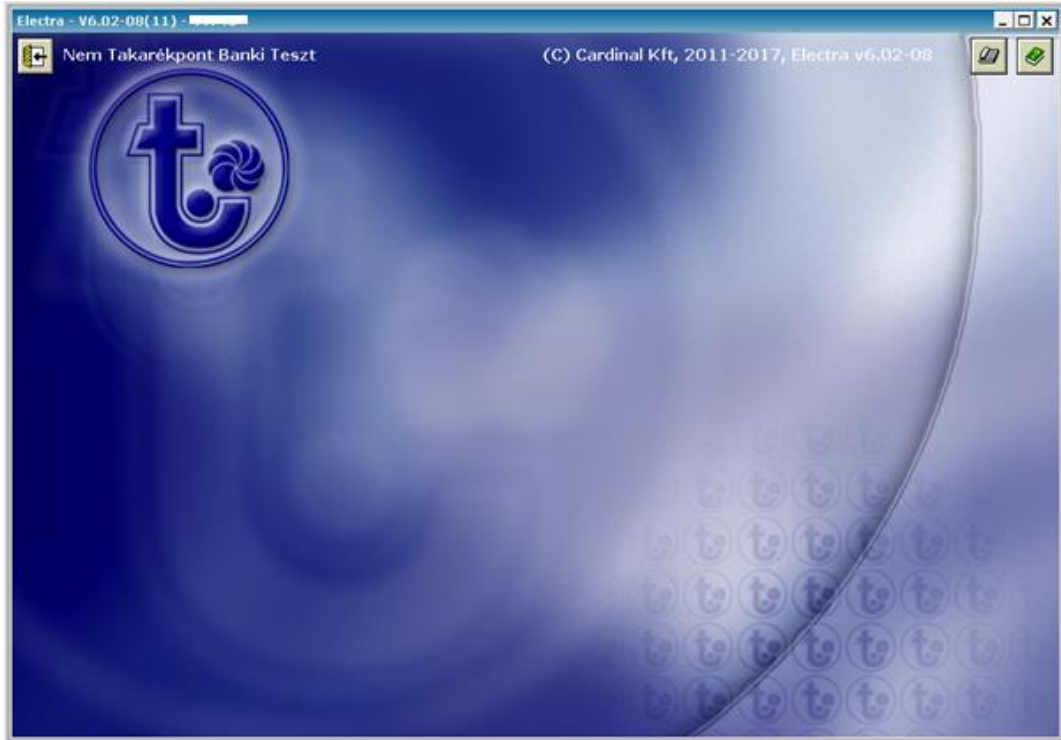 Electra - V6.02-08(11) -
Nem Takarékpont Banki Teszt
(C) Cardinal Kft, 2011-2017, Electra v6.02-08